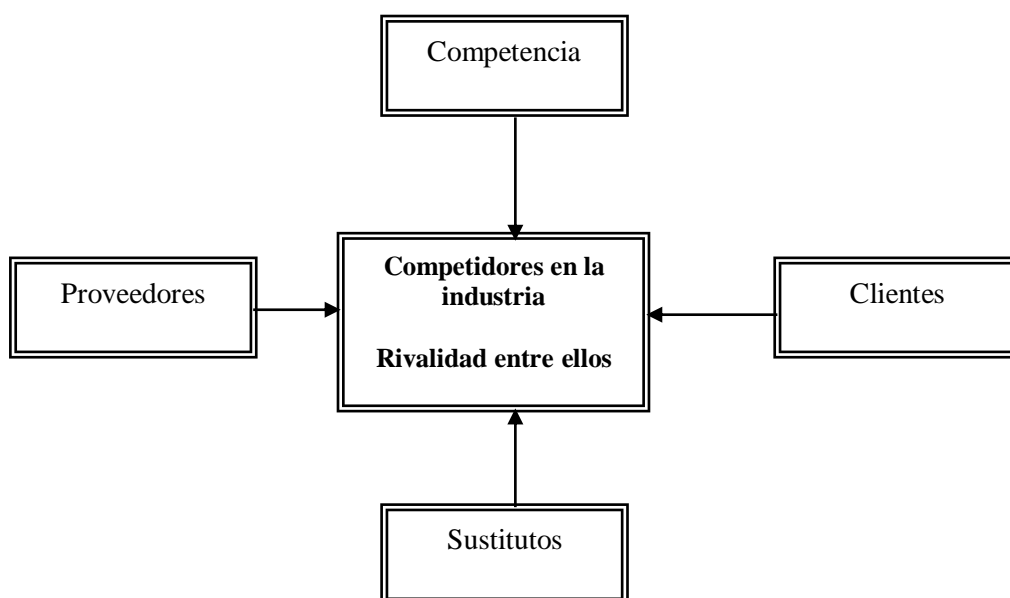 Competencia
Proveedores
Competidores en la
industria
Rivalidad entre ellos
Clientes
Sustitutos